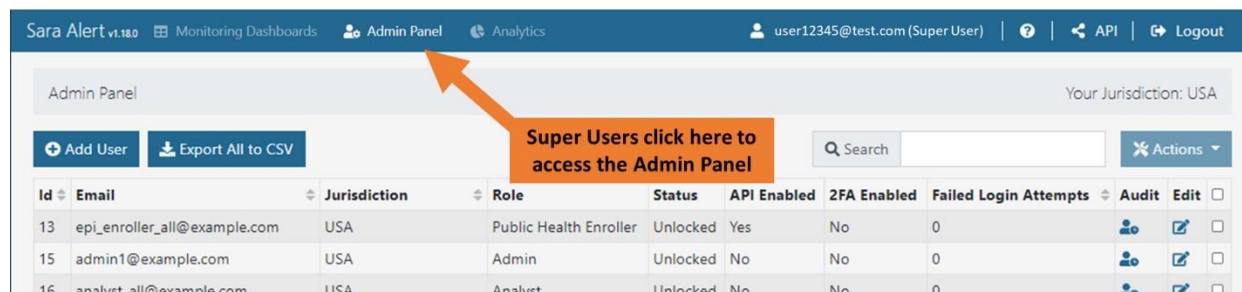 Sara Alert v1.18.0 Monitoring Dashboards Admin Panel Analytics user12345@test.com (Super User) API Logout
Admin Panel Your Jurisdiction: USA
Add User Export All to CSV Super Users click here to access the Admin Panel Search Actions
Id Email Jurisdiction Role Status API Enabled 2FA Enabled Failed Login Attempts Audit Edit
13 epi_enroller_all@example.com USA Public Health Enroller Unlocked Yes No 0
15 admin1@example.com USA Admin Unlocked No No 0
16 analyst_all@example.com USA Analyst Unlocked No No 0